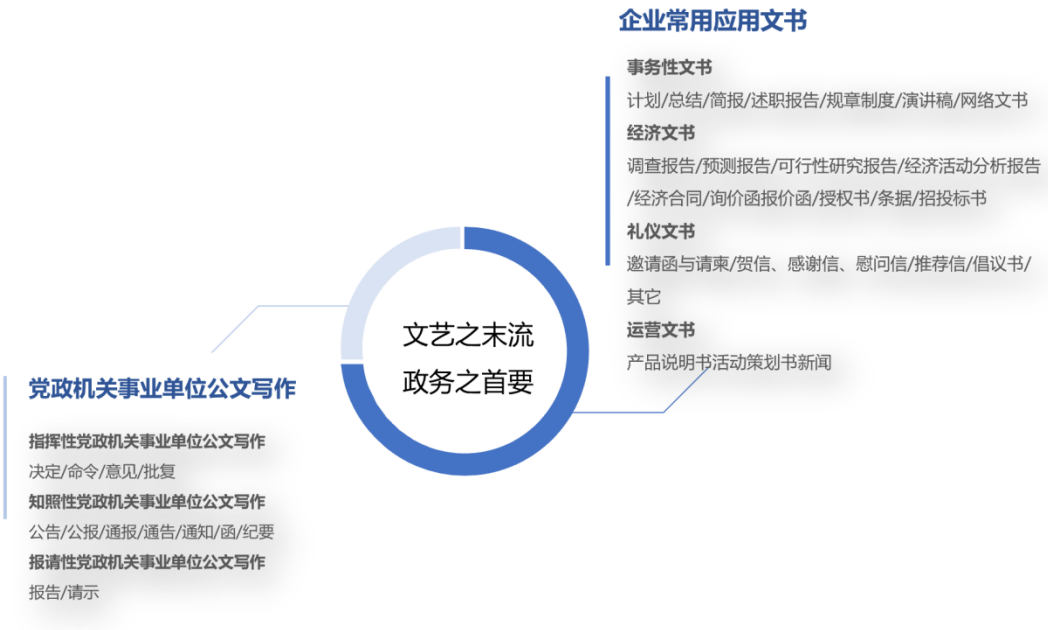 企业常用应用文书
事务性文书
计划/总结/简报/述职报告/规章制度/演讲稿/网络文书
经济文书
调查报告/预测报告/可行性研究报告/经济活动分析报告
/经济合同/询价函报价函/授权书/条据/招投标书
礼仪文书
邀请函与请柬/贺信、感谢信、慰问信/推荐信/倡议书/
其它
运营文书
产品说明书活动策划书新闻
文艺之末流
政务之首要
党政机关事业单位公文写作
指挥性党政机关事业单位公文写作
决定/命令/意见/批复
知照性党政机关事业单位公文写作
公告/公报/通报/通告/通知/函/纪要
报请性党政机关事业单位公文写作
报告/请示